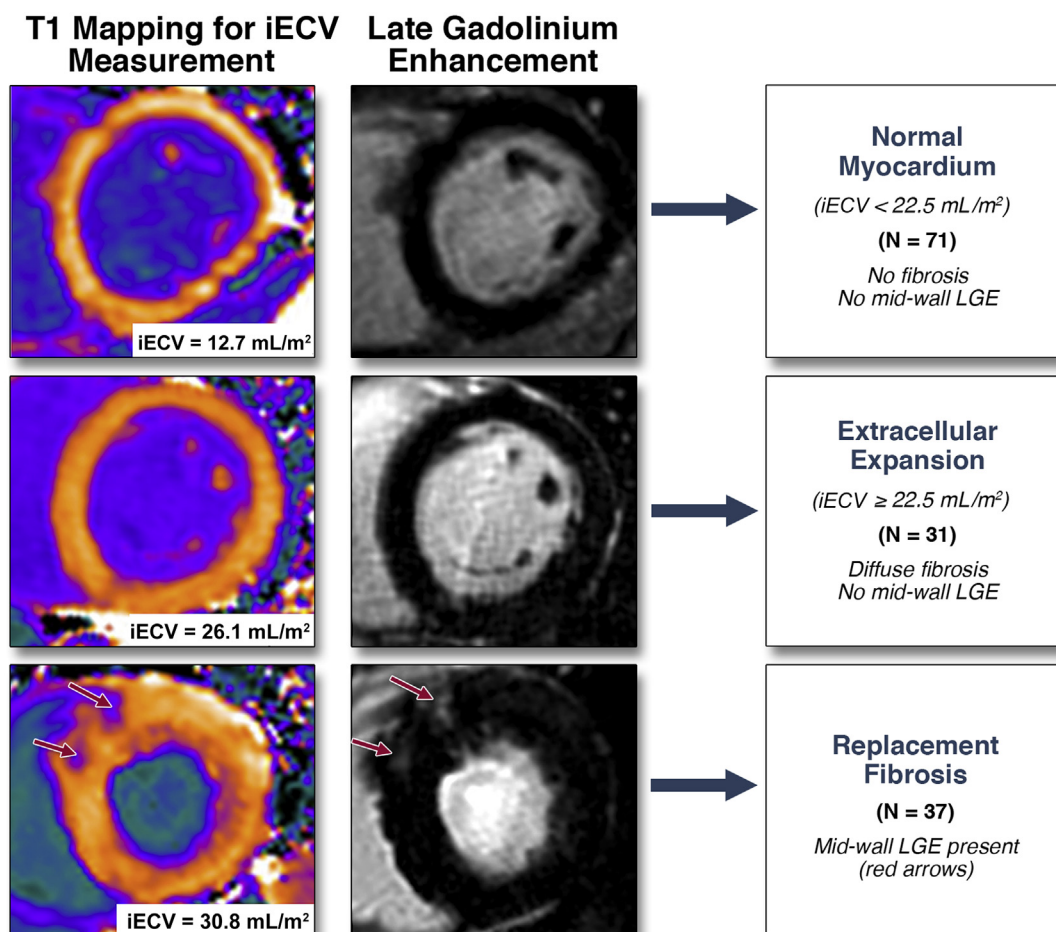 T1 Mapping for iECV
Measurement
Late Gadolinium
Enhancement
iECV = 12.7 mL/m²
Normal
Myocardium
(iECV < 22.5 mL/m²)
(N = 71)
No fibrosis
No mid-wall LGE
iECV = 26.1 mL/m²
Extracellular
Expansion
(iECV ≥ 22.5 mL/m²)
(N = 31)
Diffuse fibrosis
No mid-wall LGE
iECV = 30.8 mL/m²
Replacement
Fibrosis
(N = 37)
Mid-wall LGE present
(red arrows)